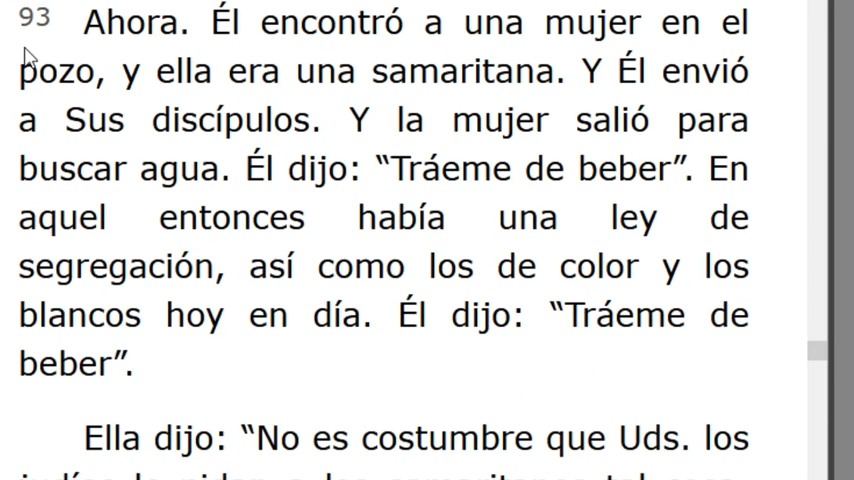 93 Ahora. Él encontró a una mujer en el
pozo, y ella era una samaritana. Y Él envió
a Sus discípulos. Y la mujer salió para
buscar agua. Él dijo: “Tráeme de beber”. En
aquel entonces había una ley de
segregación, así como los de color y los
blancos hoy en día. Él dijo: “Tráeme de
beber”.
Ella dijo: “No es costumbre que Uds. los